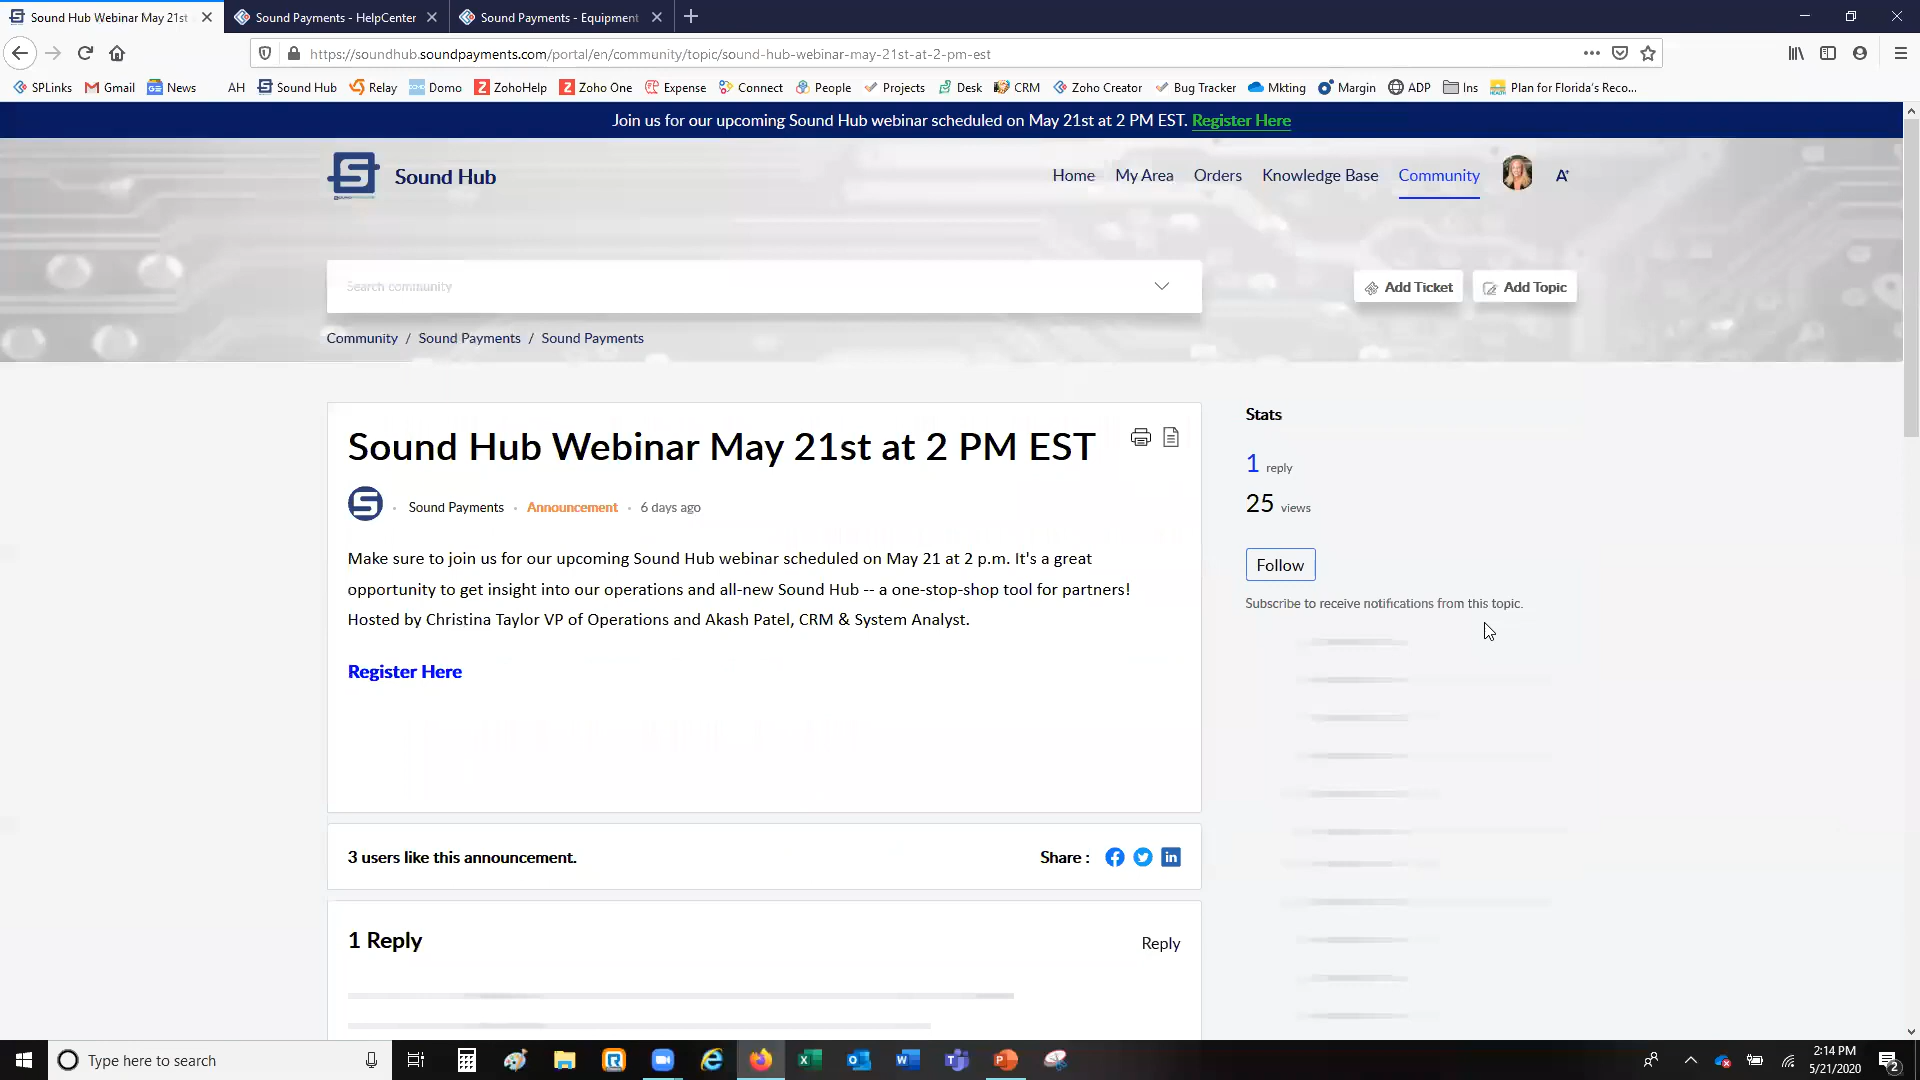 Sound Hub Webinar May 21st
Sound Payments - HelpCenter
Sound Payments - Equipment
https://soundhub.soundpayments.com/portal/en/community/topic/sound-hub-webinar-may-21st-at-2-pm-est
SPLinks Gmail News AH Sound Hub Relay Domo ZohoHelp Zoho One Expense Connect People Projects Desk CRM Zoho Creator Bug Tracker Mkting Margin ADP Ins Plan for Florida's Reco...
Join us for our upcoming Sound Hub webinar scheduled on May 21st at 2 PM EST. Register Here
Sound Hub
Home My Area Orders Knowledge Base Community A+
Search community
Add Ticket Add Topic
Community / Sound Payments / Sound Payments
Sound Hub Webinar May 21st at 2 PM EST
Sound Payments · Announcement · 6 days ago
Make sure to join us for our upcoming Sound Hub webinar scheduled on May 21 at 2 p.m. It's a great
opportunity to get insight into our operations and all-new Sound Hub -- a one-stop-shop tool for partners!
Hosted by Christina Taylor VP of Operations and Akash Patel, CRM & System Analyst.
Register Here
3 users like this announcement.
Share :
1 Reply
Reply
Stats
1 reply
25 views
Follow
Subscribe to receive notifications from this topic.
Type here to search
2:14 PM
5/21/2020
2